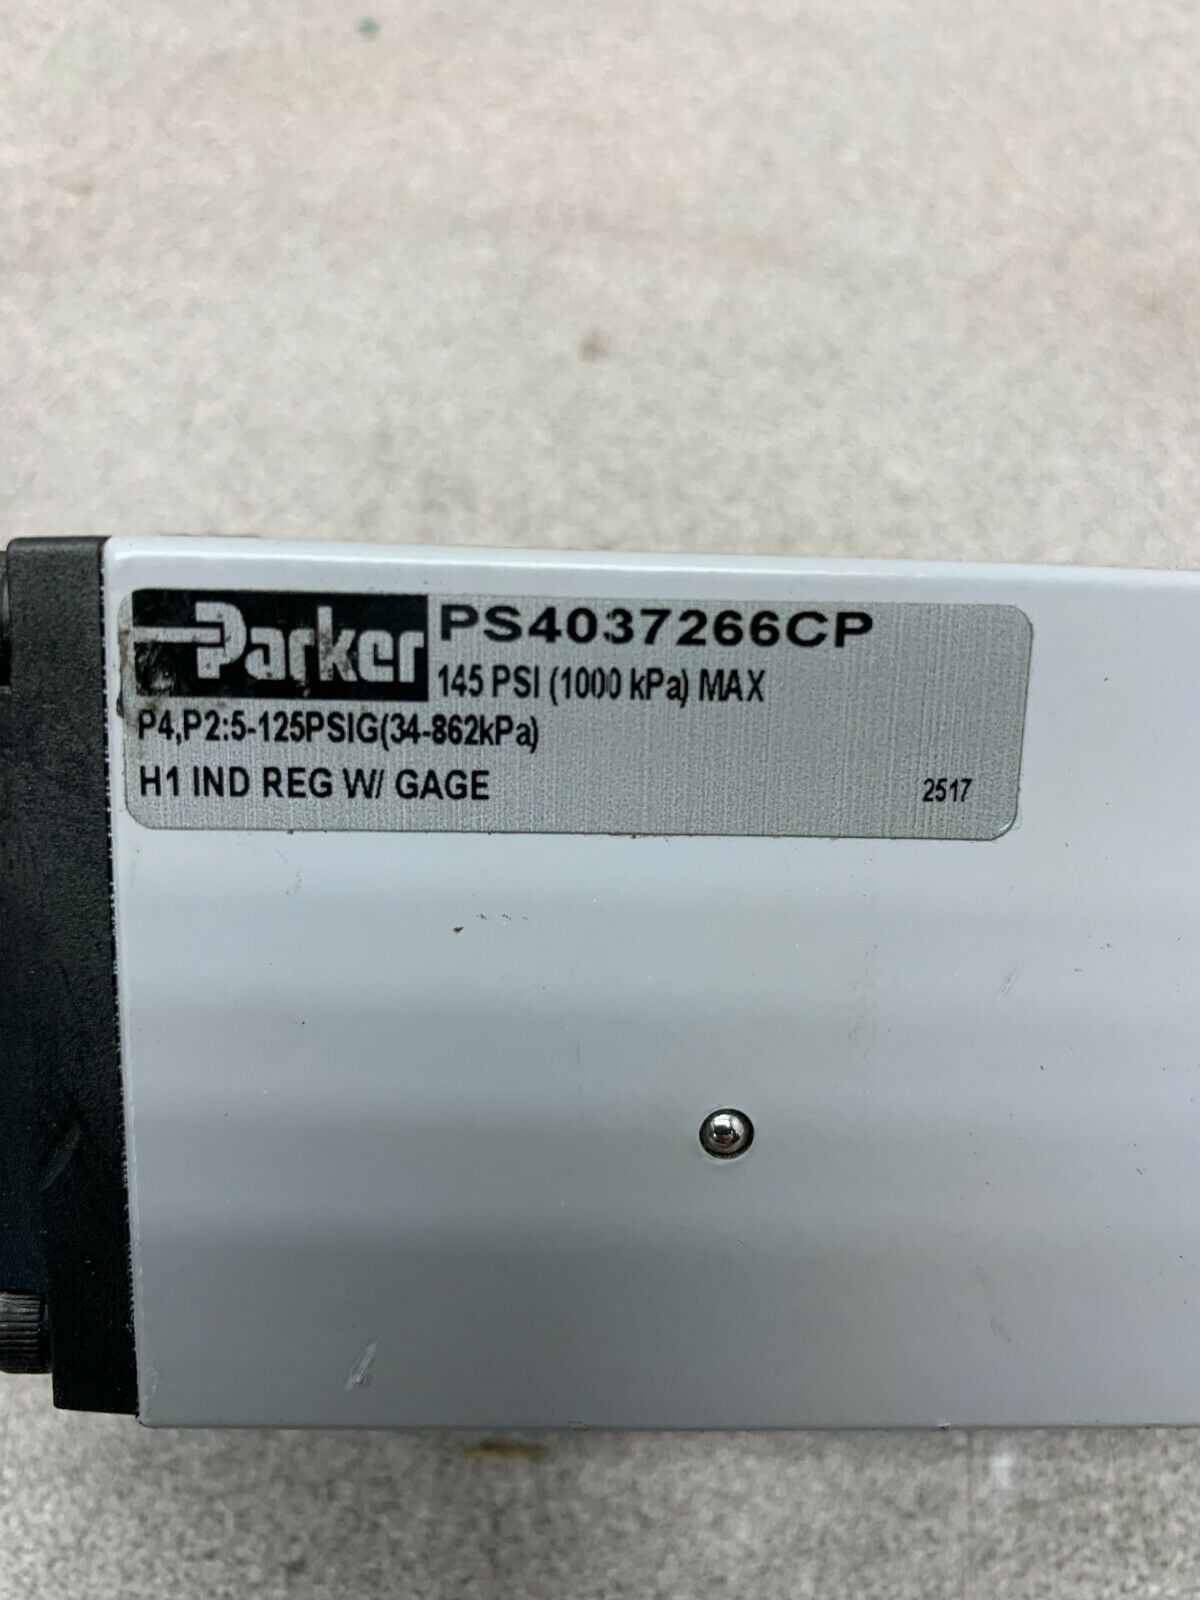 Parker
PS4037266CP
145 PSI (1000 kPa) MAX
P4,P2:5-125PSIG(34-862kPa)
H1 IND REG W/ GAGE
2517